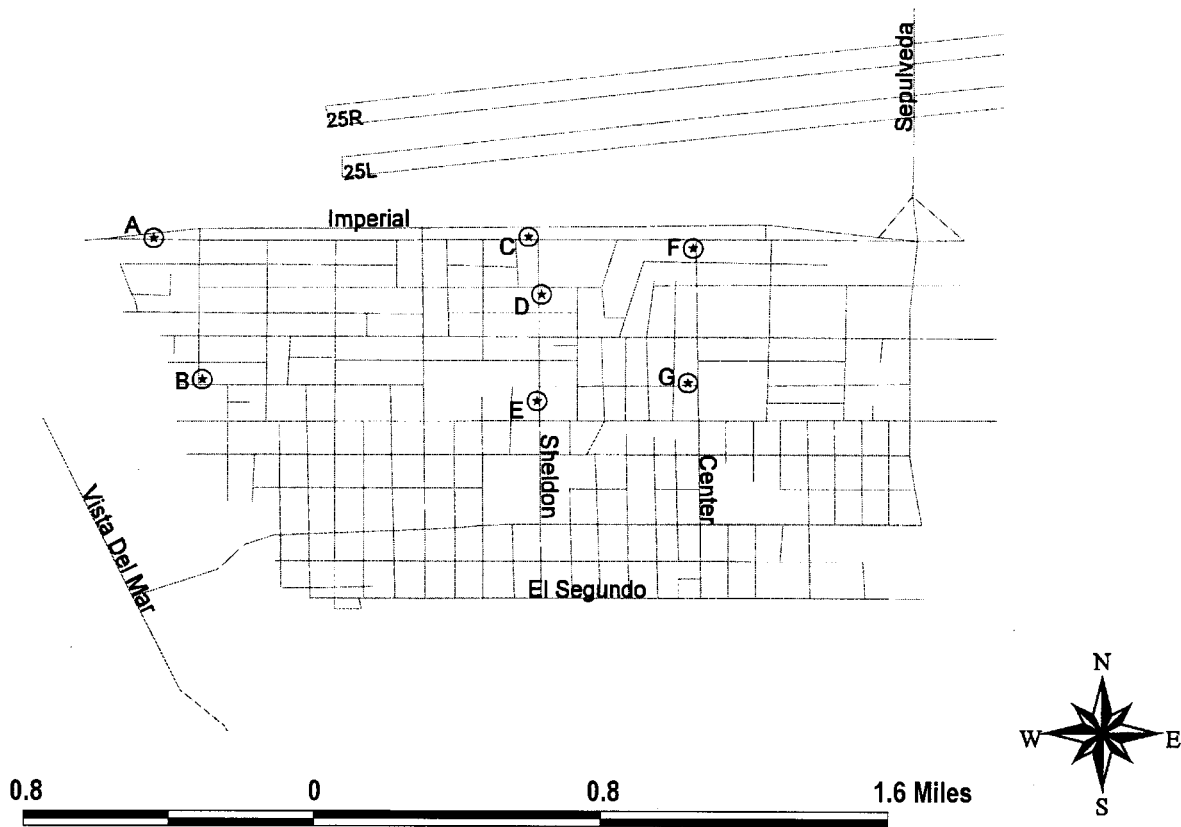 Sepulveda
25R
25L
A
Imperial
C
F
D
B
G
E
Sheldon
Center
Vista Del Mar
El Segundo
N
W
E
S
0.8 0 0.8 1.6 Miles